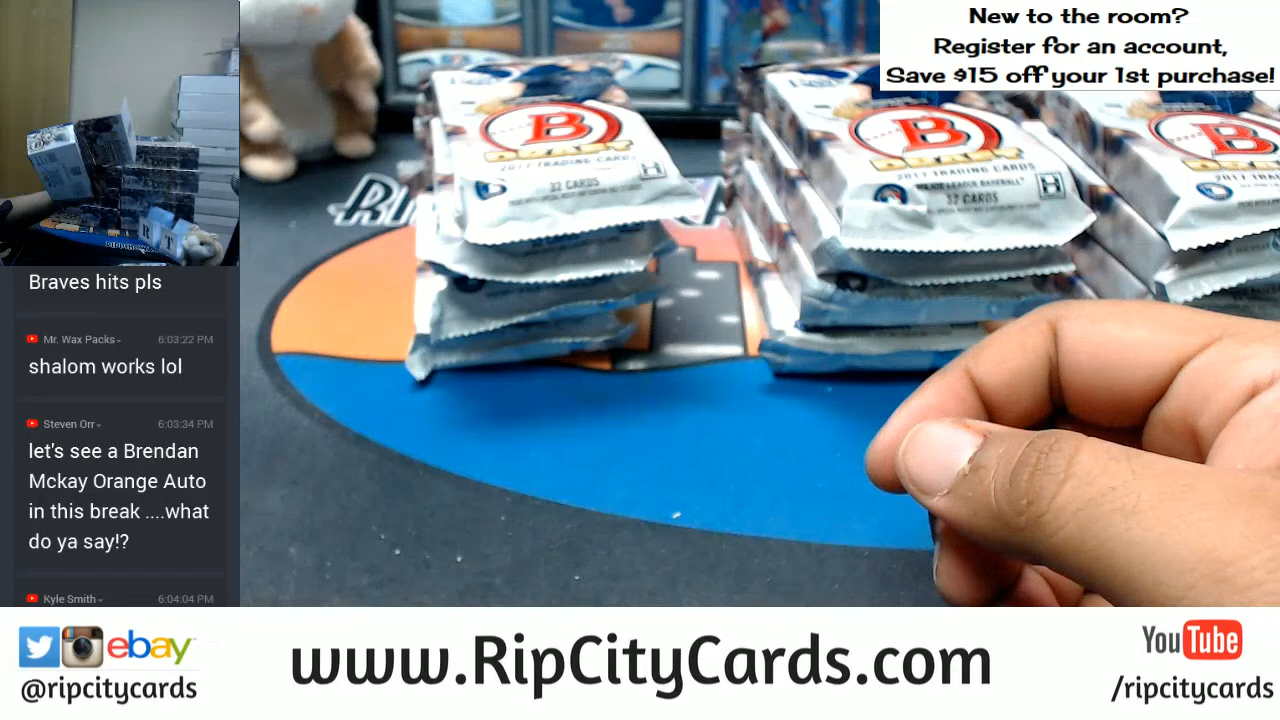 New to the room?
Register for an account,
Save $15 off your 1st purchase!
Braves hits pls
Mr. Wax Packs
6:03:22 PM
shalom works lol
Steven Orr
6:03:34 PM
let's see a Brendan
Mckay Orange Auto
in this break ....what
do ya say!?
Kyle Smith
6:04:04 PM
B
DRAFT
2017 TRADING CARDS
32 CARDS
H
B
DRAFT
2017 TRADING CARDS
MAJOR LEAGUE BASEBALL
32 CARDS
H
B
2017
R T
ebay
@ripcitycards
www.RipCityCards.com
YouTube
/ripcitycards